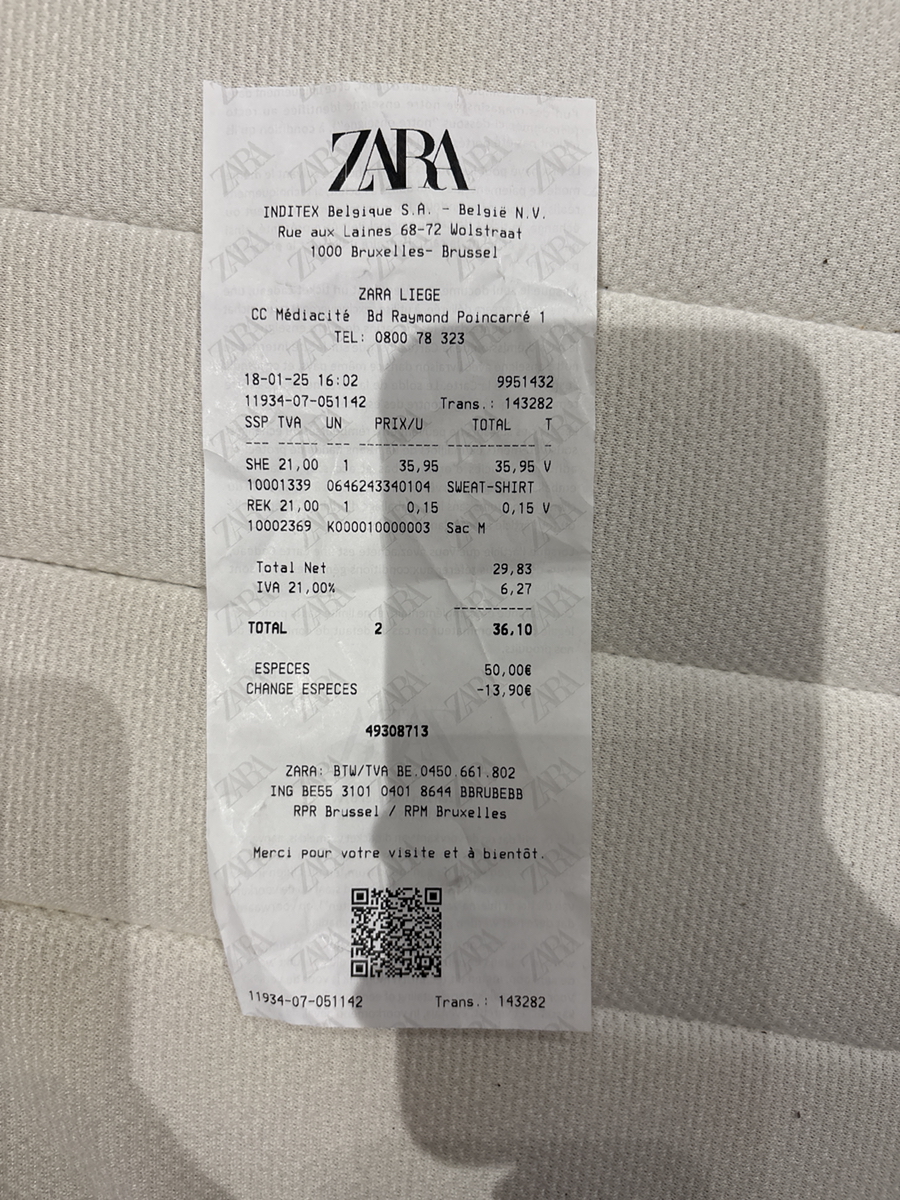 ZARA
INDITEX Belgique S.A. - België N.V.
Rue aux Laines 68-72 Wolstraat
1000 Bruxelles- Brussel
ZARA LIEGE
CC Médiacité Bd Raymond Poincarré 1
TEL: 0800 78 323
18-01-25 16:02 9951432
11934-07-051142 Trans.: 143282
SSP TVA UN PRIX/U TOTAL T
--- ----- --- ---------- ----------- -
SHE 21,00 1 35,95 35,95 V
10001339 0646243340104 SWEAT-SHIRT
REK 21,00 1 0,15 0,15 V
10002369 K000010000003 Sac M
Total Net 29,83
IVA 21,00% 6,27
----------
TOTAL 2 36,10
ESPECES 50,00€
CHANGE ESPECES -13,90€
49308713
ZARA: BTW/TVA BE.0450.661.802
ING BE55 3101 0401 8644 BBRUBEBB
RPR Brussel / RPM Bruxelles
Merci pour votre visite et à bientôt.
11934-07-051142 Trans.: 143282